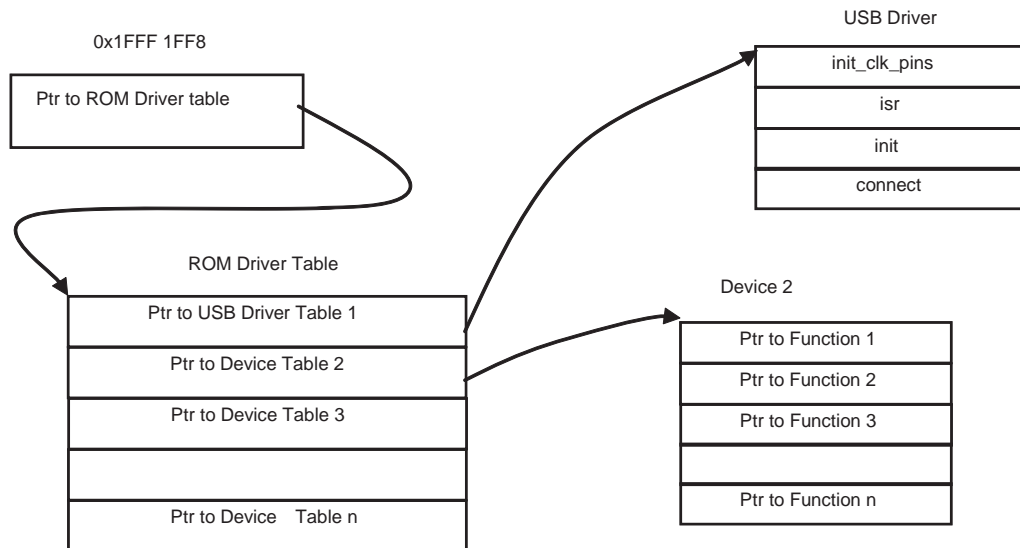 0x1FFF 1FF8
Ptr to ROM Driver table
USB Driver
init_clk_pins
isr
init
connect
ROM Driver Table
Ptr to USB Driver Table 1
Ptr to Device Table 2
Ptr to Device Table 3
Ptr to Device Table n
Device 2
Ptr to Function 1
Ptr to Function 2
Ptr to Function 3
Ptr to Function n